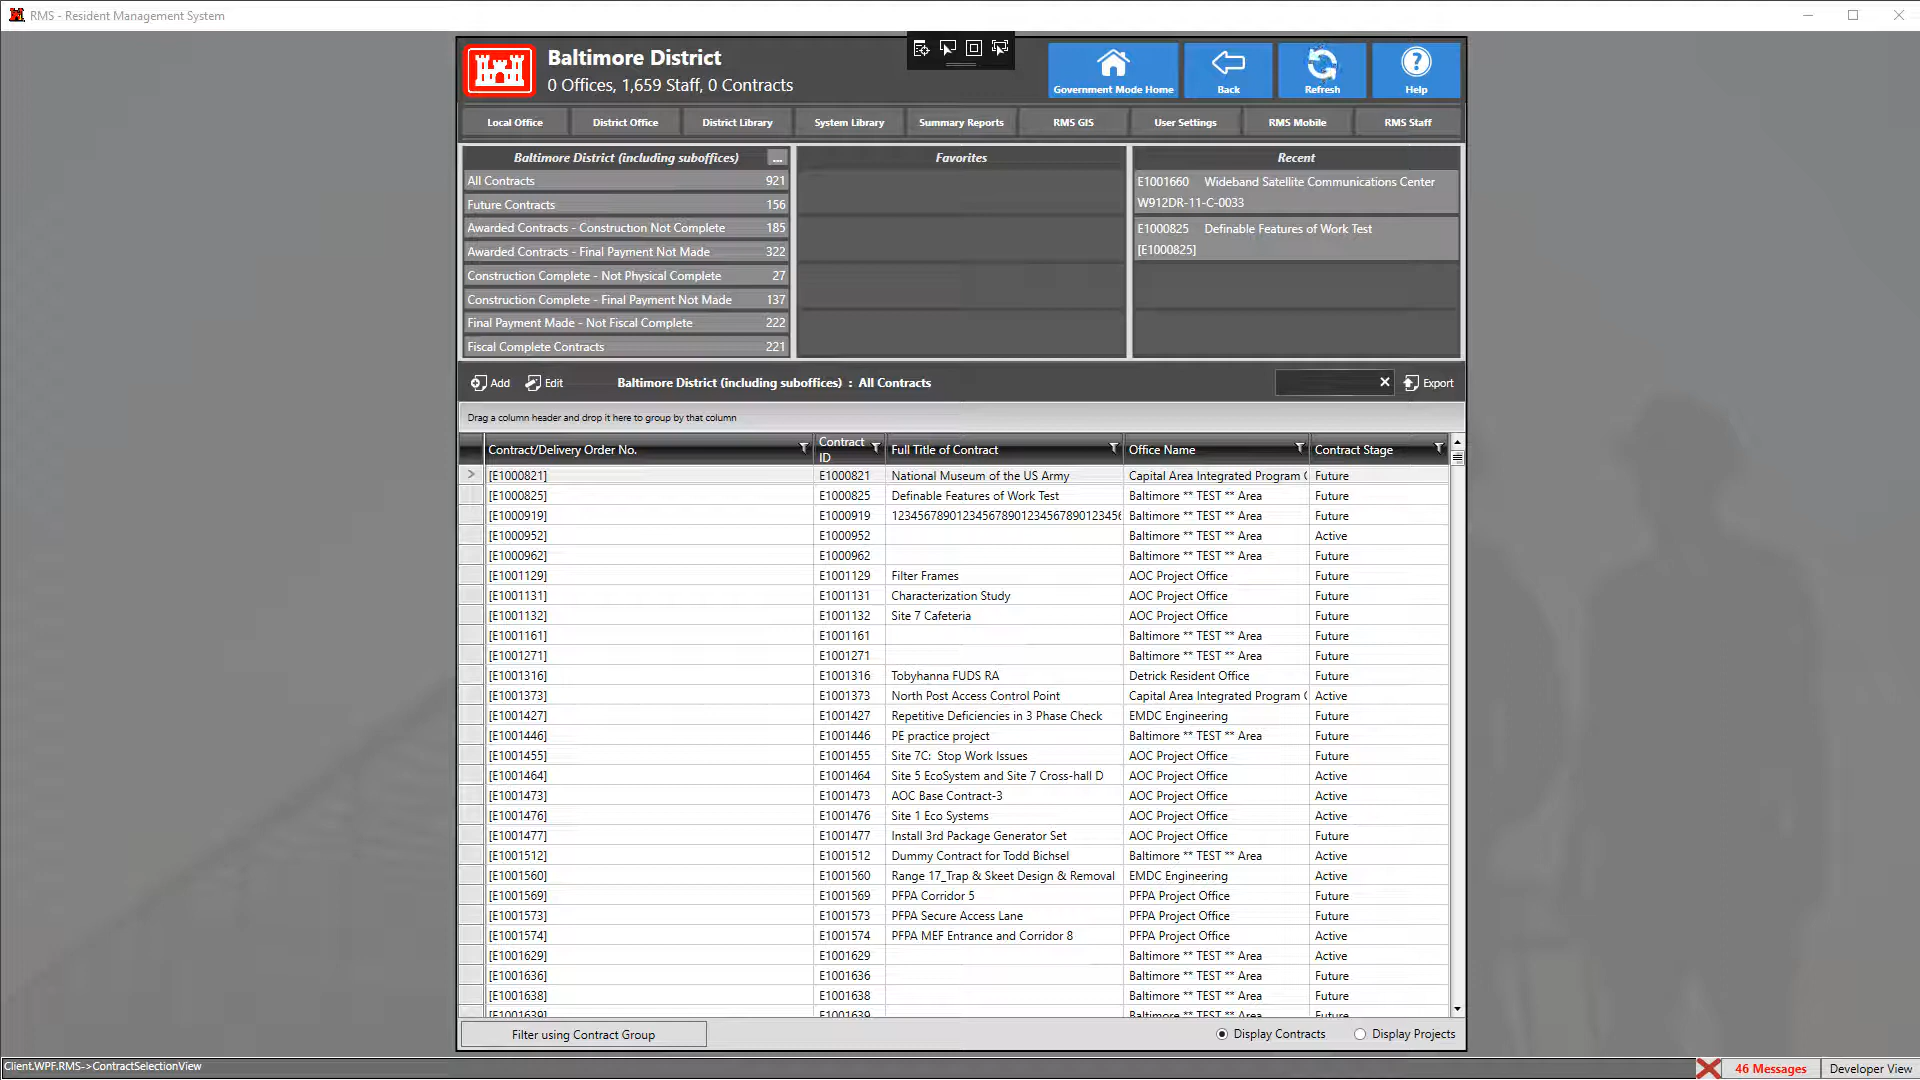 RMS - Resident Management System
Baltimore District
0 Offices, 1,659 Staff, 0 Contracts
Government Mode Home
Back
Refresh
Help
Local Office
District Office
District Library
System Library
Summary Reports
RMS GIS
User Settings
RMS Mobile
RMS Staff
Baltimore District (including suboffices) ...
All Contracts 921
Future Contracts 156
Awarded Contracts - Construction Not Complete 185
Awarded Contracts - Final Payment Not Made 322
Construction Complete - Not Physical Complete 27
Construction Complete - Final Payment Not Made 137
Final Payment Made - Not Fiscal Complete 222
Fiscal Complete Contracts 221
Favorites
Recent
E1001660 Wideband Satellite Communications Center
W912DR-11-C-0033
E1000825 Definable Features of Work Test
[E1000825]
Add Edit Baltimore District (including suboffices) : All Contracts Export
Drag a column header and drop it here to group by that column
Contract/Delivery Order No. Contract ID Full Title of Contract Office Name Contract Stage
[E1000821] E1000821 National Museum of the US Army Capital Area Integrated Program Future
[E1000825] E1000825 Definable Features of Work Test Baltimore ** TEST ** Area Future
[E1000919] E1000919 123456789012345678901234567890123456 Baltimore ** TEST ** Area Future
[E1000952] E1000952 Baltimore ** TEST ** Area Active
[E1000962] E1000962 Baltimore ** TEST ** Area Future
[E1001129] E1001129 Filter Frames AOC Project Office Future
[E1001131] E1001131 Characterization Study AOC Project Office Future
[E1001132] E1001132 Site 7 Cafeteria AOC Project Office Future
[E1001161] E1001161 Baltimore ** TEST ** Area Future
[E1001271] E1001271 Baltimore ** TEST ** Area Future
[E1001316] E1001316 Tobyhanna FUDS RA Detrick Resident Office Future
[E1001373] E1001373 North Post Access Control Point Capital Area Integrated Program Active
[E1001427] E1001427 Repetitive Deficiencies in 3 Phase Check EMDC Engineering Future
[E1001446] E1001446 PE practice project Baltimore ** TEST ** Area Future
[E1001455] E1001455 Site 7C: Stop Work Issues AOC Project Office Future
[E1001464] E1001464 Site 5 EcoSystem and Site 7 Cross-hall D AOC Project Office Active
[E1001473] E1001473 AOC Base Contract-3 AOC Project Office Active
[E1001476] E1001476 Site 1 Eco Systems AOC Project Office Active
[E1001477] E1001477 Install 3rd Package Generator Set AOC Project Office Future
[E1001512] E1001512 Dummy Contract for Todd Bichsel Baltimore ** TEST ** Area Active
[E1001560] E1001560 Range 17_Trap & Skeet Design & Removal EMDC Engineering Active
[E1001569] E1001569 PFPA Corridor 5 PFPA Project Office Future
[E1001573] E1001573 PFPA Secure Access Lane PFPA Project Office Future
[E1001574] E1001574 PFPA MEF Entrance and Corridor 8 PFPA Project Office Active
[E1001629] E1001629 Baltimore ** TEST ** Area Active
[E1001636] E1001636 Baltimore ** TEST ** Area Future
[E1001638] E1001638 Baltimore ** TEST ** Area Future
[E1001639] E1001639 Baltimore ** TEST ** Area Future
Filter using Contract Group Display Contracts Display Projects
Client.WPF.RMS->ContractSelectionView 46 Messages Developer View